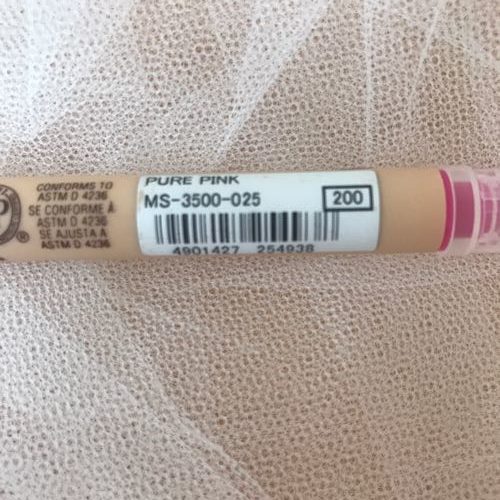 CONFORMS TO
ASTM D 4236
SE CONFORME Á
ASTM D 4236
SE AJUSTA A
ASTM D 4236
P
®
PURE PINK
MS-3500-025
200
4901427 254938